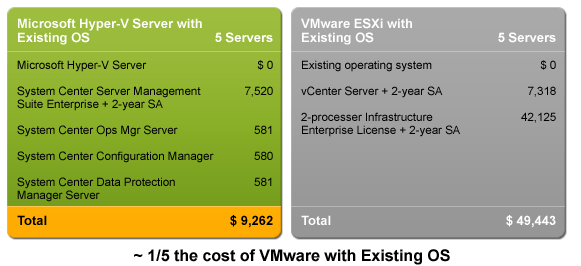 Microsoft Hyper-V Server with
Existing OS 5 Servers
Microsoft Hyper-V Server $ 0
System Center Server Management 7,520
Suite Enterprise + 2-year SA
System Center Ops Mgr Server 581
System Center Configuration Manager 580
System Center Data Protection 581
Manager Server
Total $ 9,262
VMware ESXi with
Existing OS 5 Servers
Existing operating system $ 0
vCenter Server + 2-year SA 7,318
2-processer Infrastructure 42,125
Enterprise License + 2-year SA
Total $ 49,443
~ 1/5 the cost of VMware with Existing OS